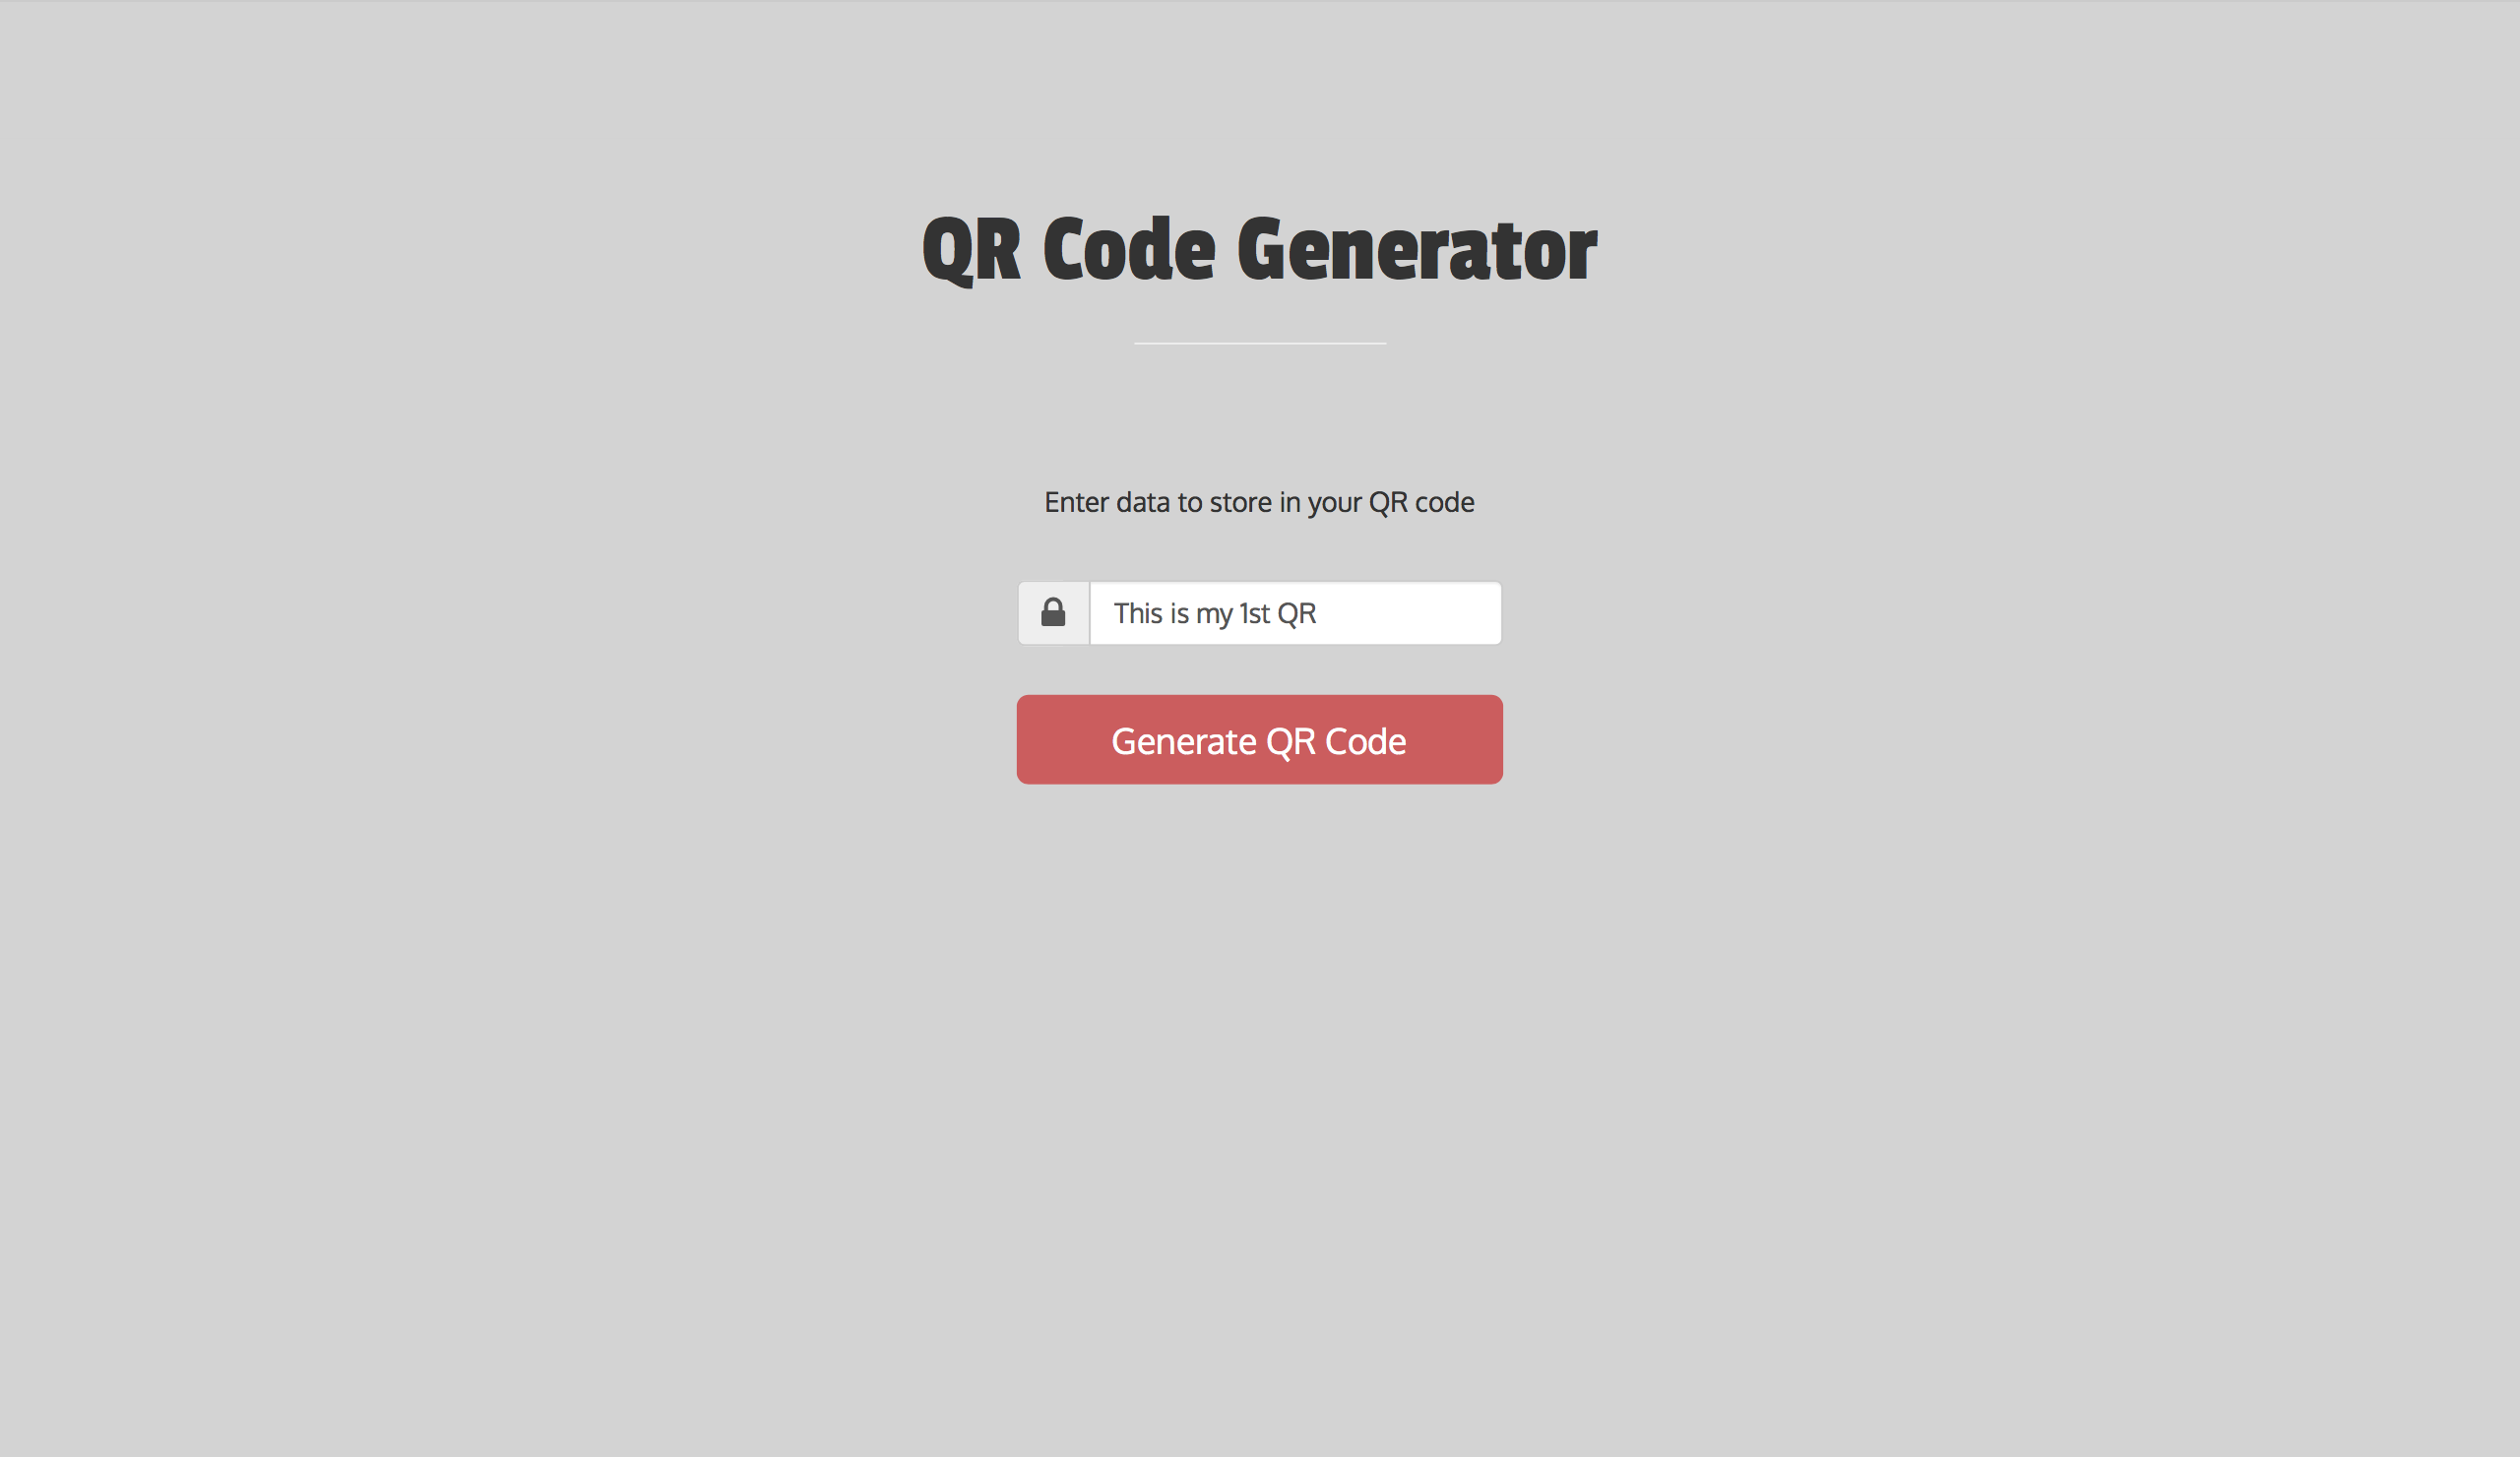 QR Code Generator
Enter data to store in your QR code
This is my 1st QR
Generate QR Code